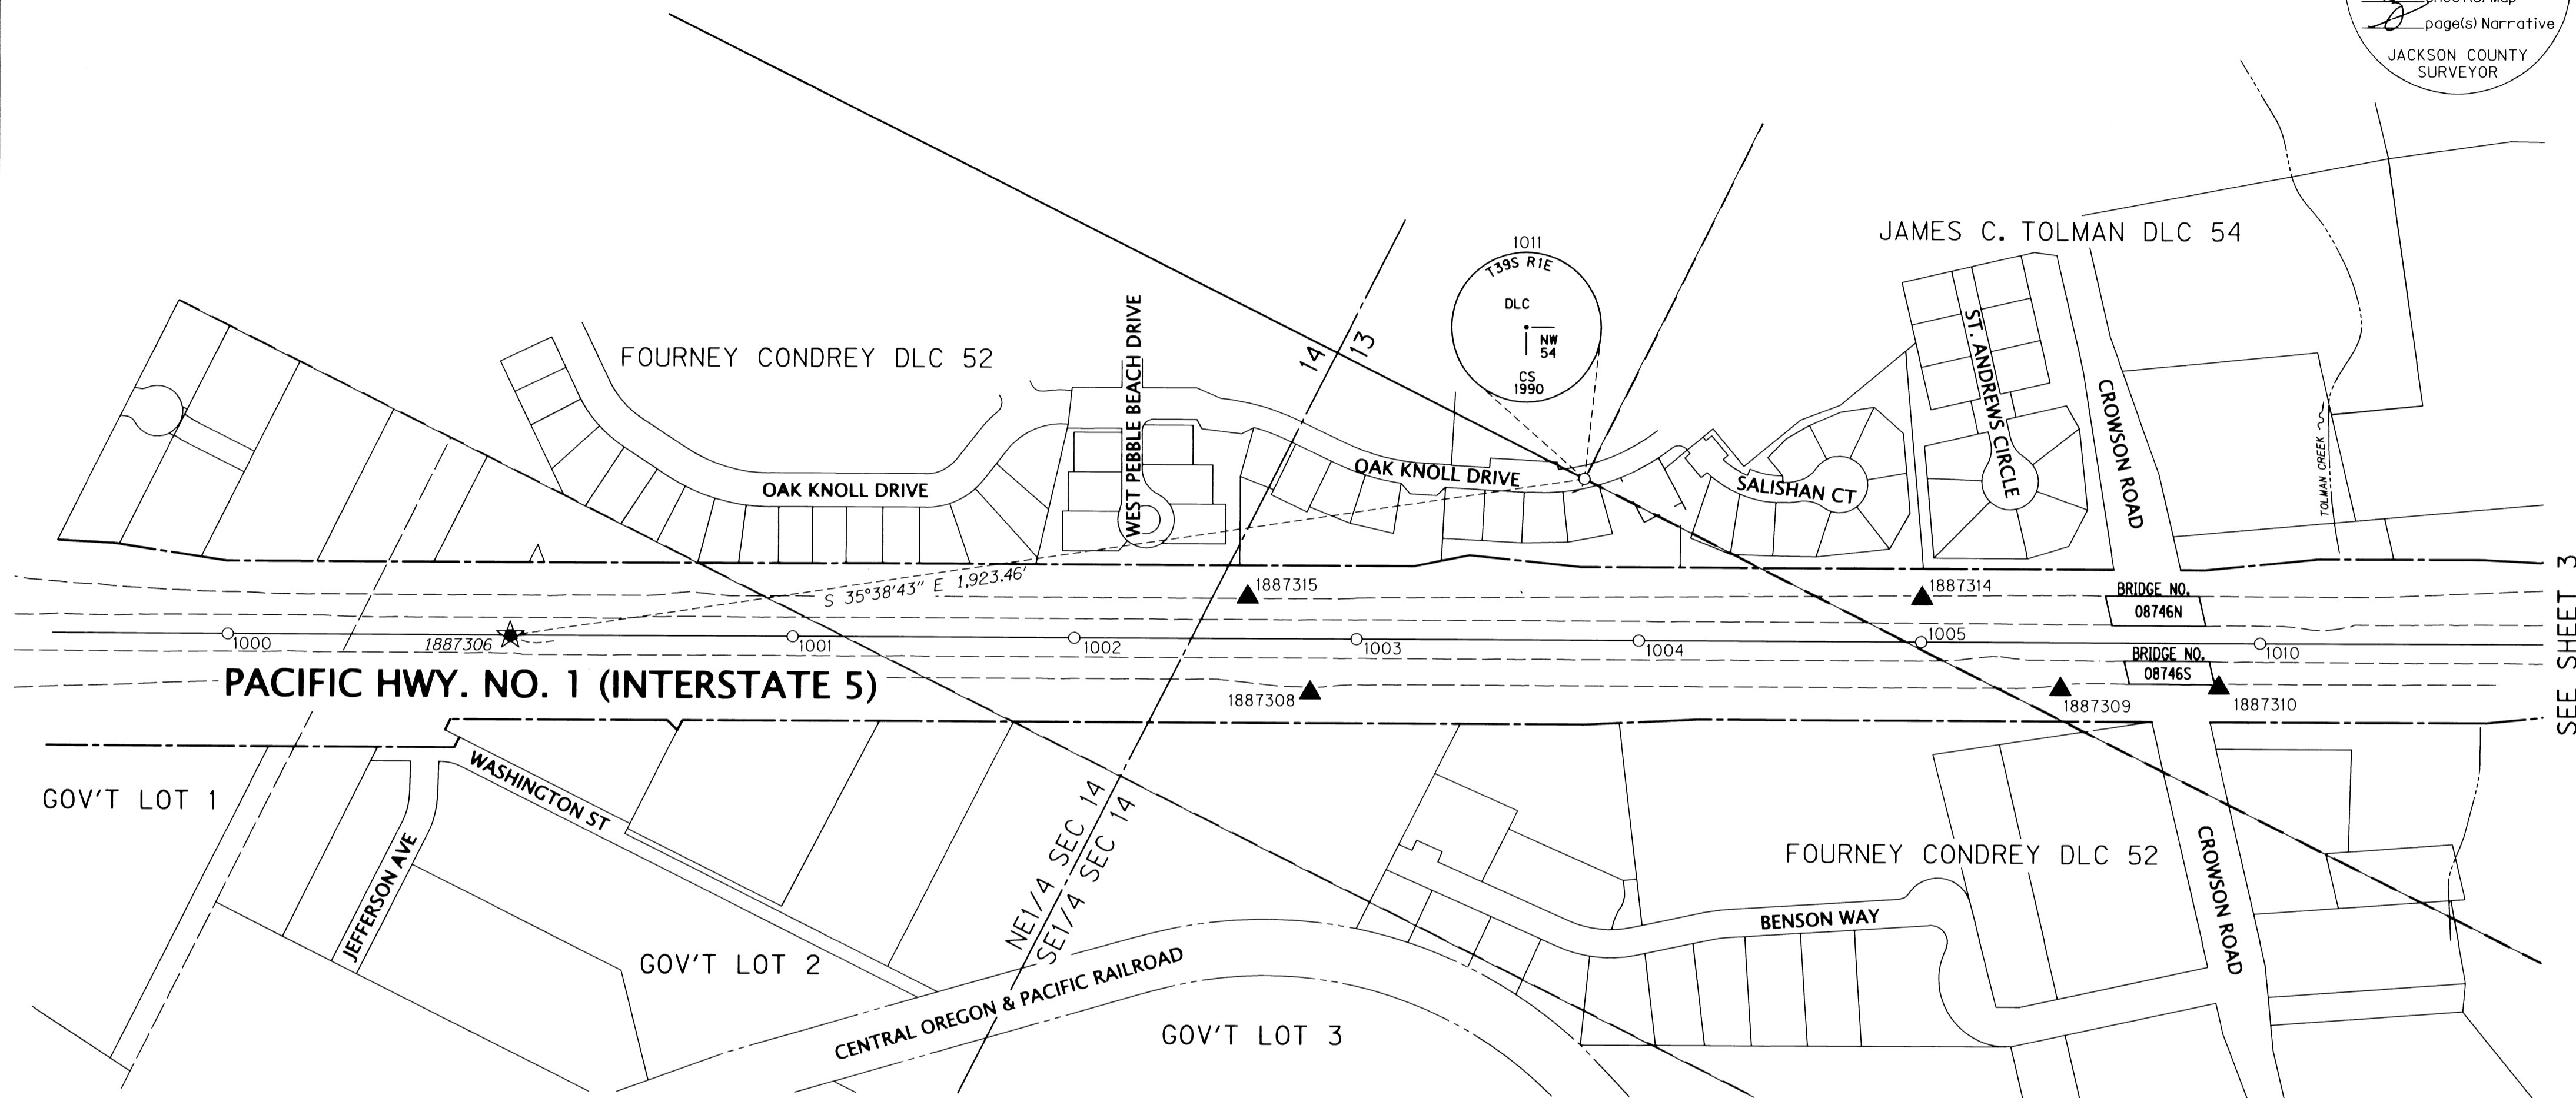 page(s) Narrative
JACKSON COUNTY
SURVEYOR
JAMES C. TOLMAN DLC 54
1011
T39S R1E
DLC
NW
54
CS
1990
14
13
FOURNEY CONDREY DLC 52
WEST PEBBLE BEACH DRIVE
ST. ANDREWS CIRCLE
CROWSON ROAD
TOLMAN CREEK
OAK KNOLL DRIVE
OAK KNOLL DRIVE
SALISHAN CT
S 35°38'43" E 1,923.46'
1887315
1887314
BRIDGE NO.
08746N
1000
1887306
1001
1002
1003
1004
1005
1010
BRIDGE NO.
08746S
SEE SHEET 3
PACIFIC HWY. NO. 1 (INTERSTATE 5)
1887308
1887309
1887310
GOV'T LOT 1
WASHINGTON ST
JEFFERSON AVE
NE1/4 SEC 14
SE1/4 SEC 14
FOURNEY CONDREY DLC 52
CROWSON ROAD
BENSON WAY
GOV'T LOT 2
CENTRAL OREGON & PACIFIC RAILROAD
GOV'T LOT 3